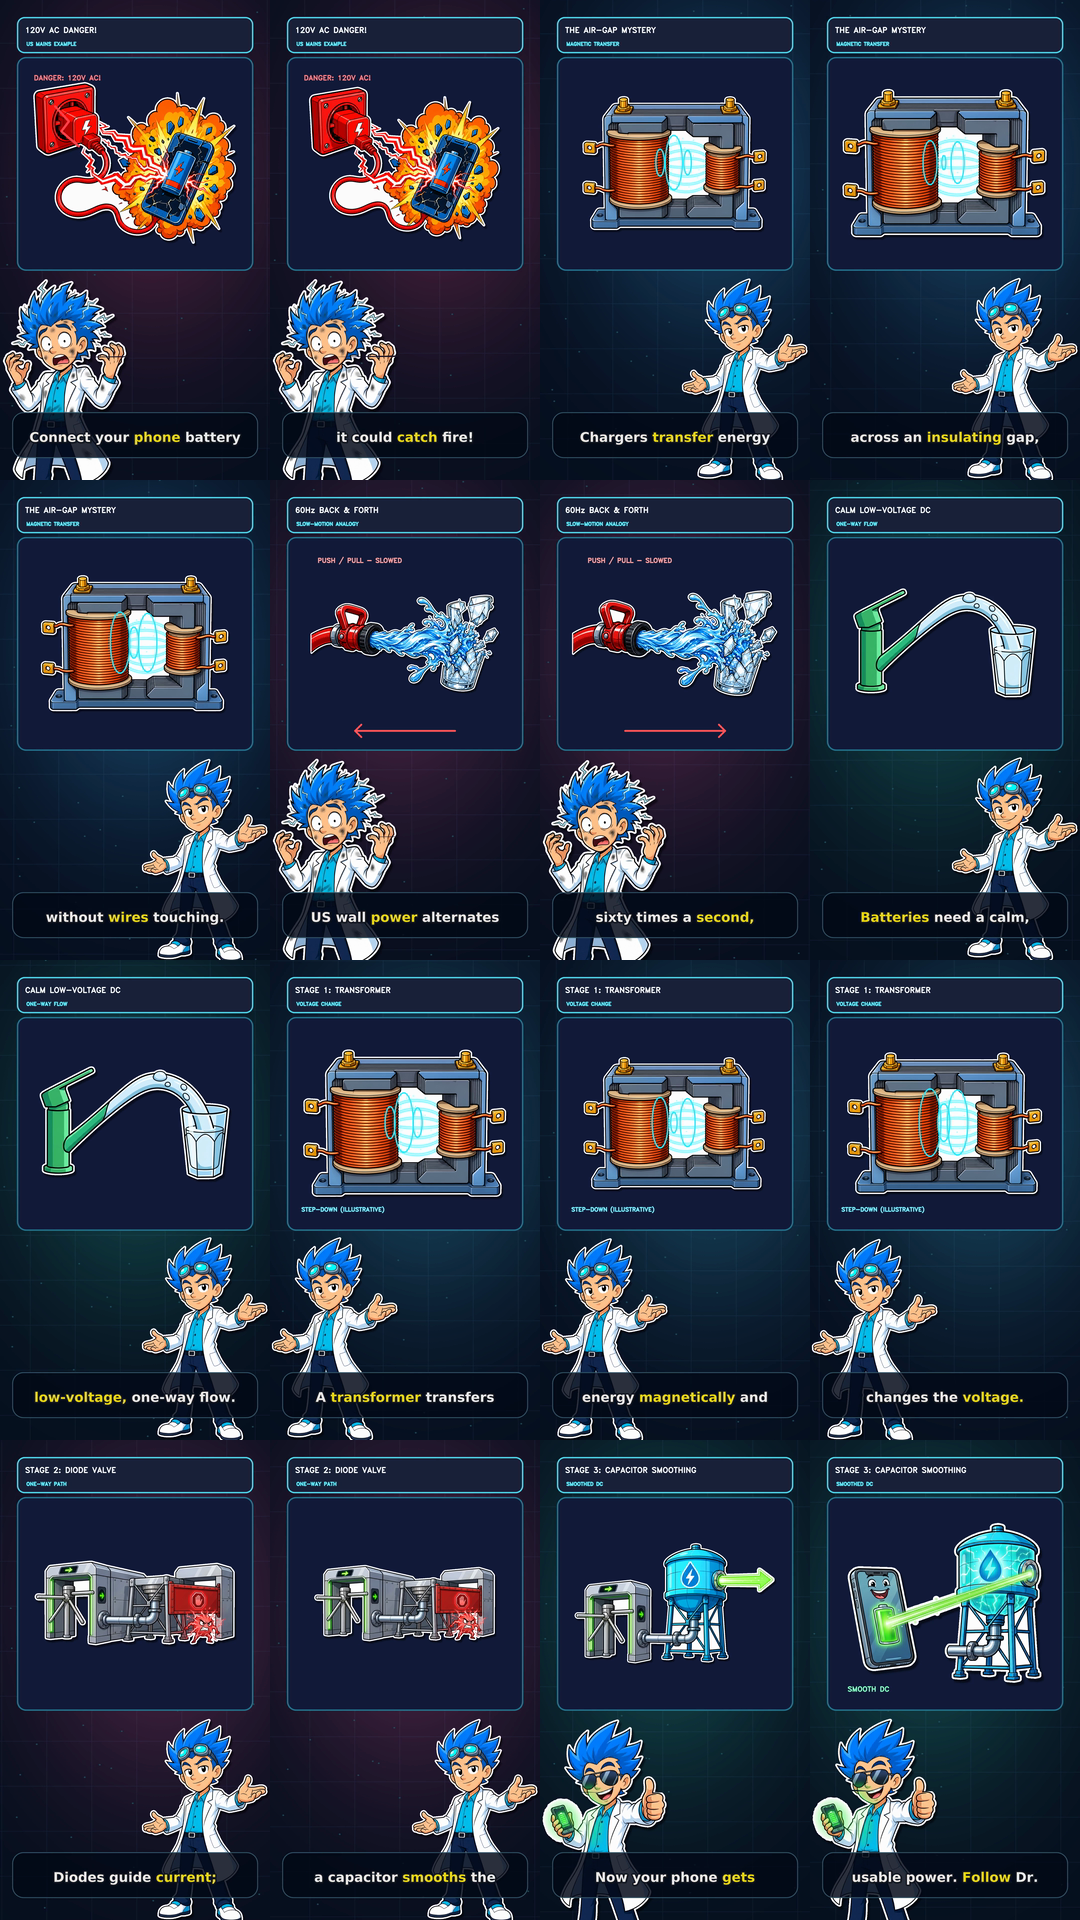 120V AC DANGER!
US MAINS EXAMPLE
DANGER: 120V AC!
Connect your phone battery
120V AC DANGER!
US MAINS EXAMPLE
DANGER: 120V AC!
it could catch fire!
THE AIR-GAP MYSTERY
MAGNETIC TRANSFER
Chargers transfer energy
THE AIR-GAP MYSTERY
MAGNETIC TRANSFER
across an insulating gap,
THE AIR-GAP MYSTERY
MAGNETIC TRANSFER
without wires touching.
60Hz BACK & FORTH
SLOW-MOTION ANALOGY
PUSH / PULL – SLOWED
US wall power alternates
60Hz BACK & FORTH
SLOW-MOTION ANALOGY
PUSH / PULL – SLOWED
sixty times a second,
CALM LOW-VOLTAGE DC
ONE-WAY FLOW
Batteries need a calm,
CALM LOW-VOLTAGE DC
ONE-WAY FLOW
low-voltage, one-way flow.
STAGE 1: TRANSFORMER
VOLTAGE CHANGE
STEP-DOWN (ILLUSTRATIVE)
A transformer transfers
STAGE 1: TRANSFORMER
VOLTAGE CHANGE
STEP-DOWN (ILLUSTRATIVE)
energy magnetically and
STAGE 1: TRANSFORMER
VOLTAGE CHANGE
STEP-DOWN (ILLUSTRATIVE)
changes the voltage.
STAGE 2: DIODE VALVE
ONE-WAY PATH
Diodes guide current;
STAGE 2: DIODE VALVE
ONE-WAY PATH
a capacitor smooths the
STAGE 3: CAPACITOR SMOOTHING
SMOOTHED DC
Now your phone gets
STAGE 3: CAPACITOR SMOOTHING
SMOOTHED DC
SMOOTH DC
usable power. Follow Dr.